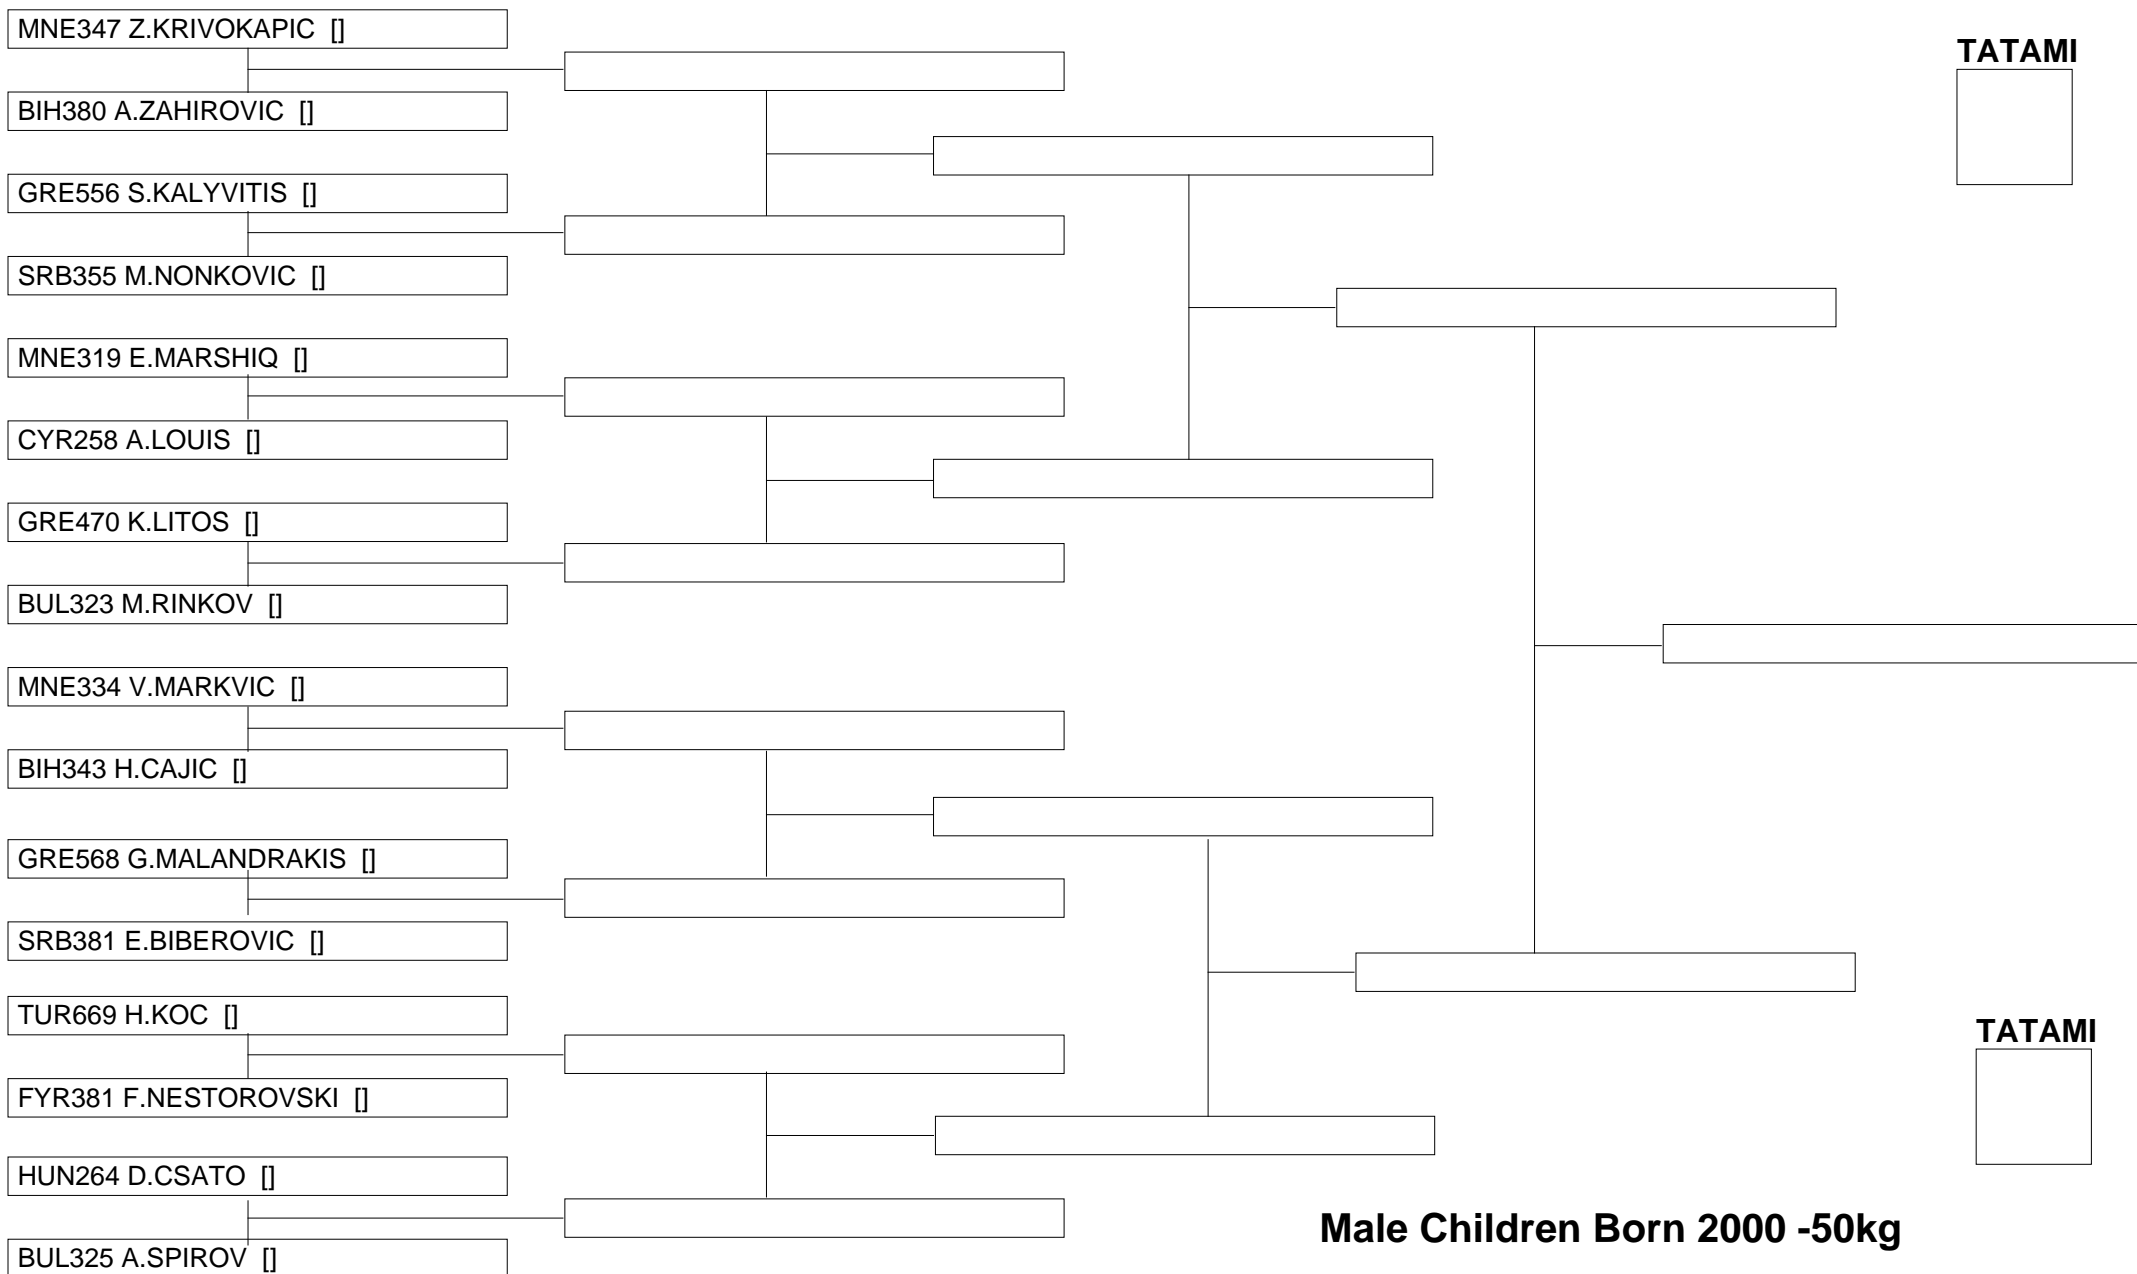 MNE347 Z.KRIVOKAPIC []
TATAMI
BIH380 A.ZAHIROVIC []
GRE556 S.KALYVITIS []
SRB355 M.NONKOVIC []
MNE319 E.MARSHIQ []
CYR258 A.LOUIS []
GRE470 K.LITOS []
BUL323 M.RINKOV []
MNE334 V.MARKVIC []
BIH343 H.CAJIC []
GRE568 G.MALANDRAKIS []
SRB381 E.BIBEROVIC []
TUR669 H.KOC []
TATAMI
FYR381 F.NESTOROVSKI []
HUN264 D.CSATO []
Male Children Born 2000 -50kg
BUL325 A.SPIROV []